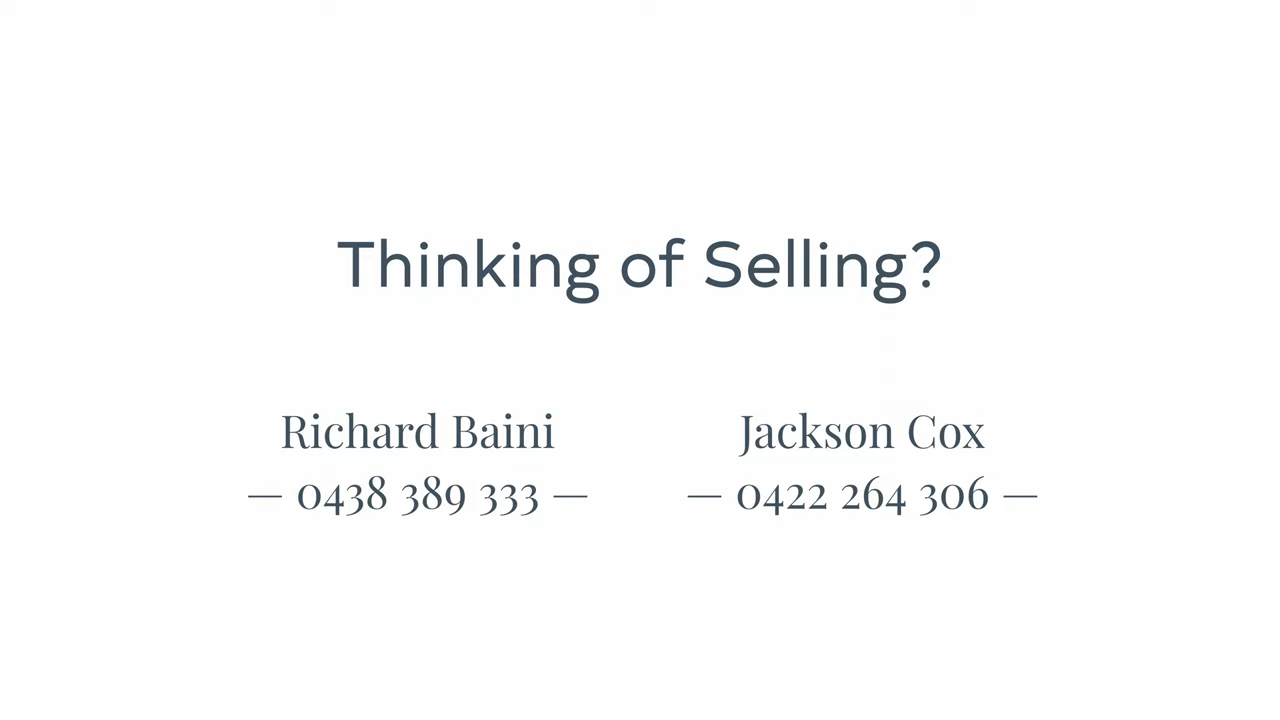 Thinking of Selling?
Richard Baini
— 0438 389 333 —
Jackson Cox
— 0422 264 306 —